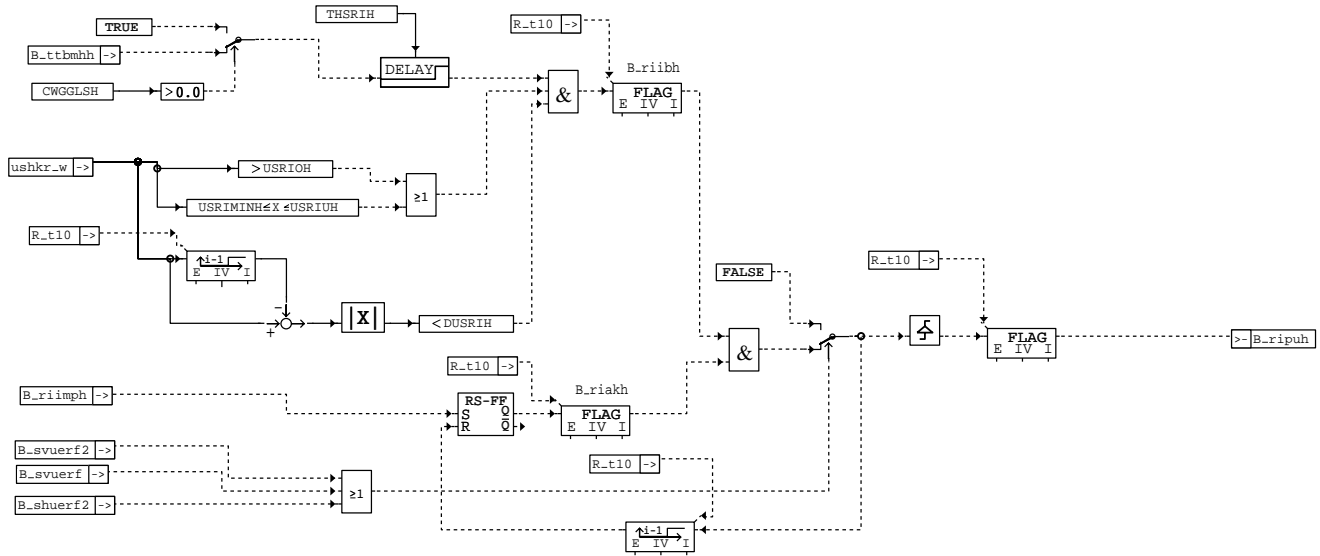 THSRIH
R_t10 ->
TRUE
B_ttbmhh ->
CWGGLSH
>0.0
DELAY
&
B_riibh
FLAG
E IV I
ushkr_w ->
>USRIOH
USRIMINH≤X≤USRIUH
≥1
R_t10 ->
i-1
E IV I
-
+
|X|
<DUSRIH
FALSE
R_t10 ->
FLAG
E IV I
>- B_ripuh
&
R_t10 ->
B_riakh
FLAG
E IV I
B_riimph ->
RS-FF
S Q
R Q
B_svuerf2 ->
B_svuerf ->
B_shuerf2 ->
≥1
R_t10 ->
i-1
E IV I